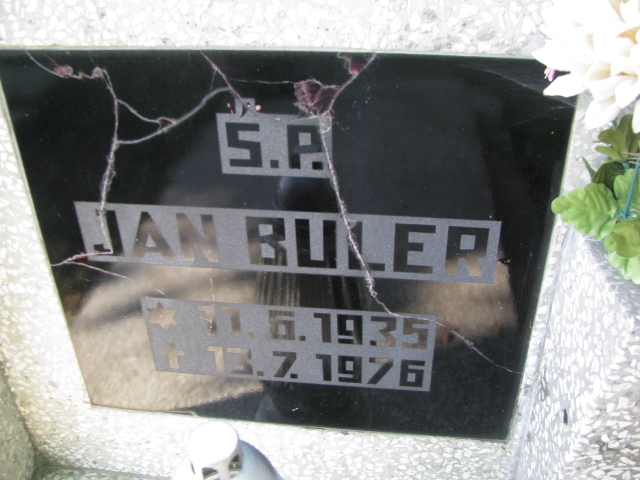 Ś.P.
JAN BULER
* 11.6.1935
✝ 13.7.1976